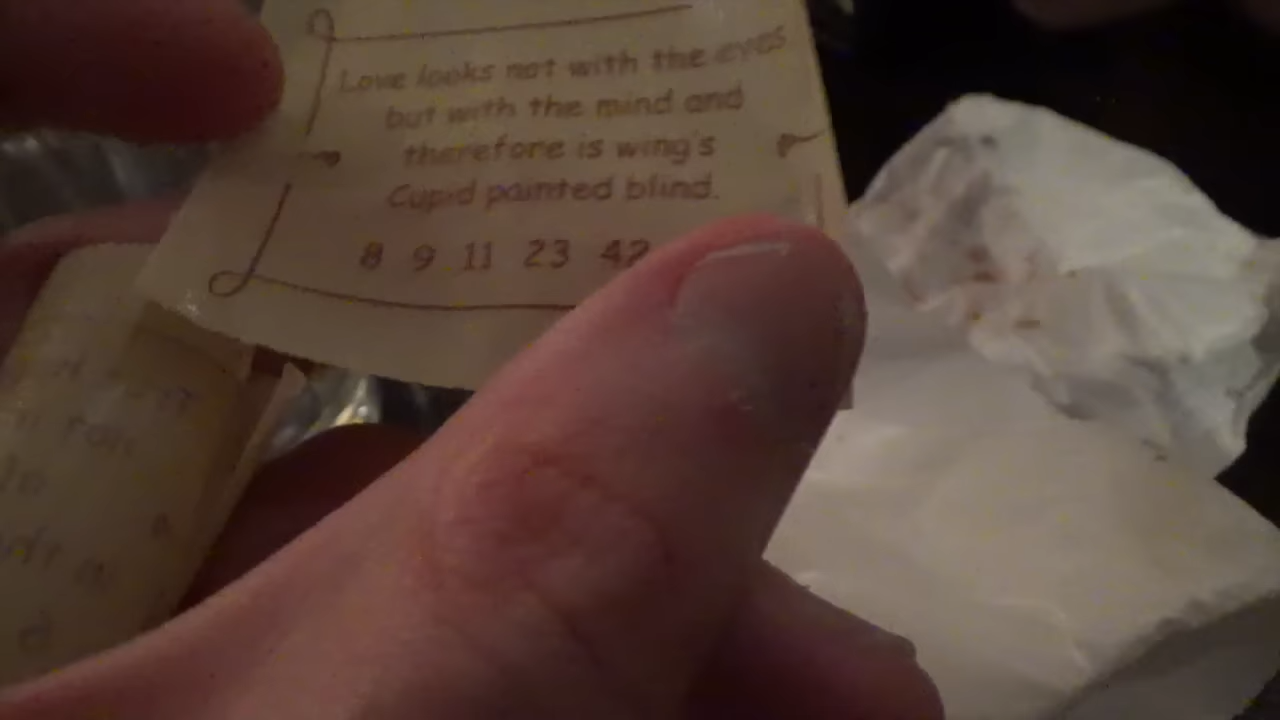 Love looks not with the eyes
but with the mind and
therefore is wing's
Cupid painted blind.
8 9 11 23 42